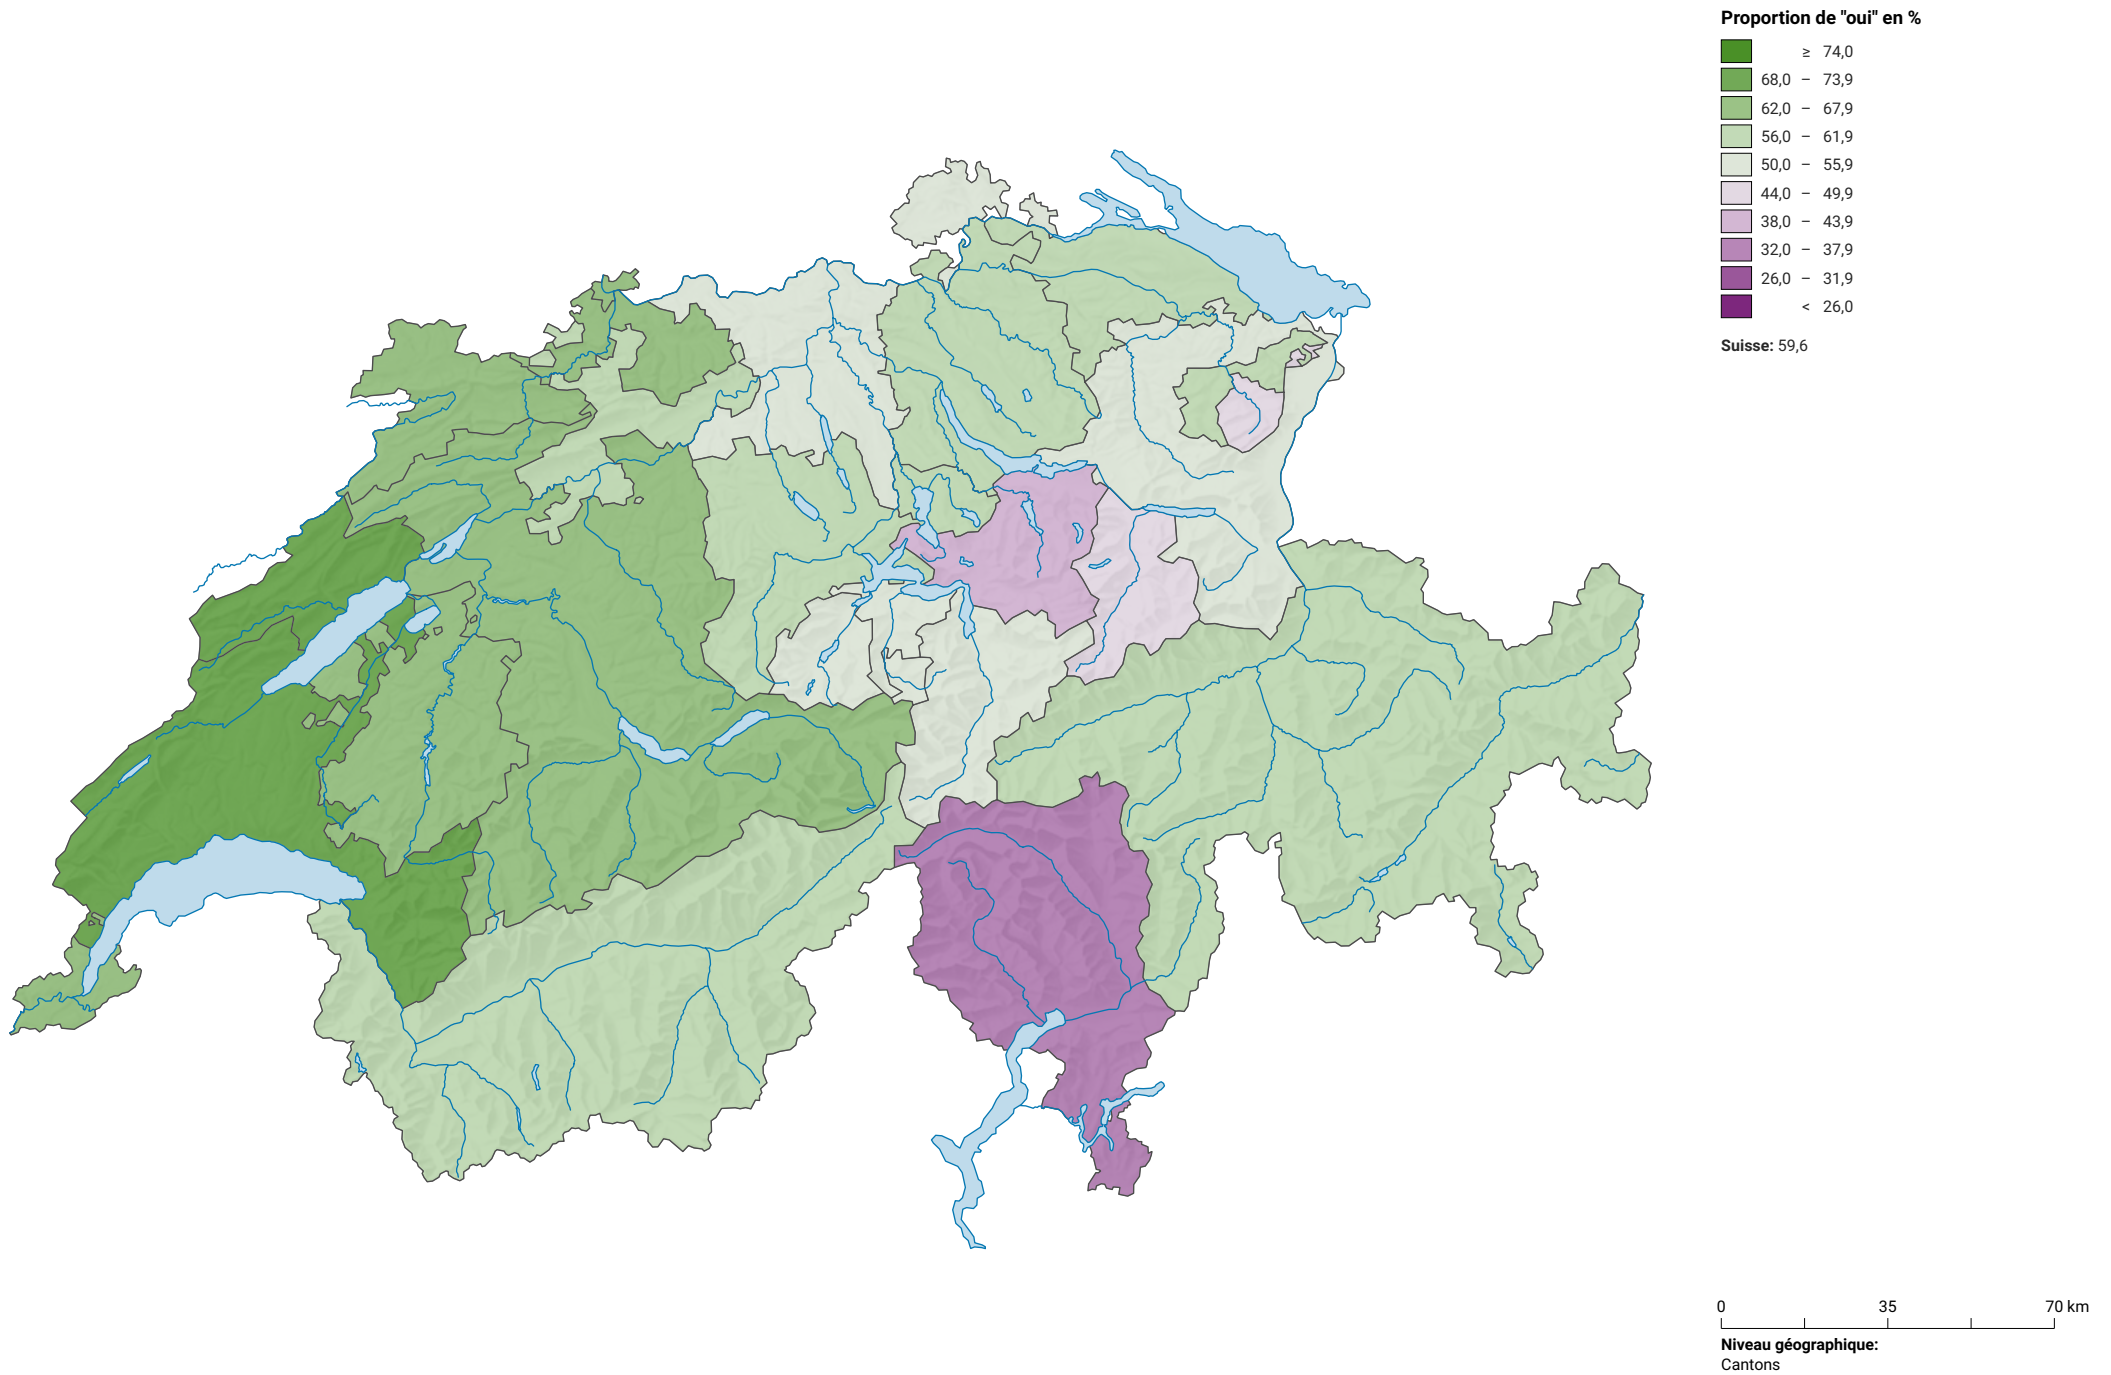 Proportion de "oui" en %
≥ 74,0
68,0 – 73,9
62,0 – 67,9
56,0 – 61,9
50,0 – 55,9
44,0 – 49,9
38,0 – 43,9
32,0 – 37,9
26,0 – 31,9
< 26,0
Suisse: 59,6
0 35 70 km
Niveau géographique:
Cantons